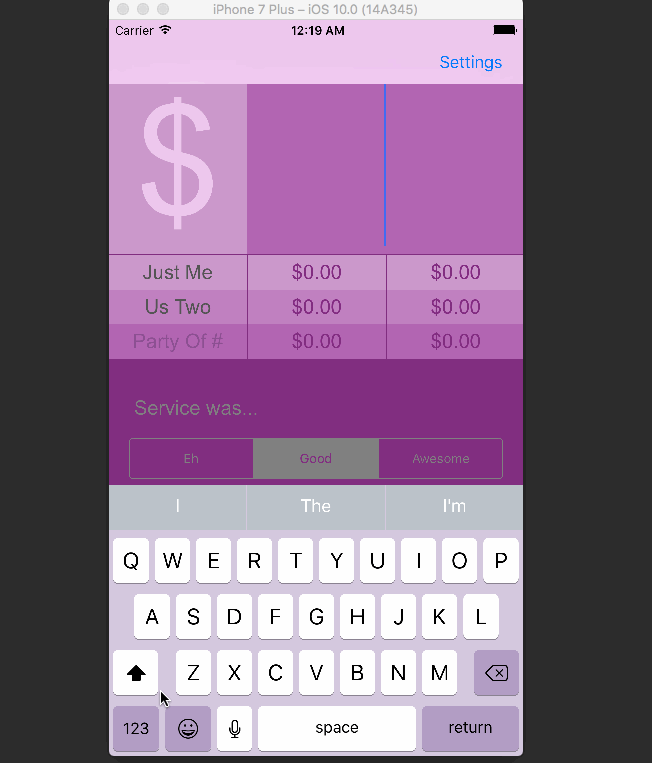 iPhone 7 Plus – iOS 10.0 (14A345)
Carrier 12:19 AM
Settings
$
Just Me $0.00 $0.00
Us Two $0.00 $0.00
Party Of # $0.00 $0.00
Service was...
Eh Good Awesome
I The I'm
Q W E R T Y U I O P
A S D F G H J K L
Z X C V B N M
123 space return